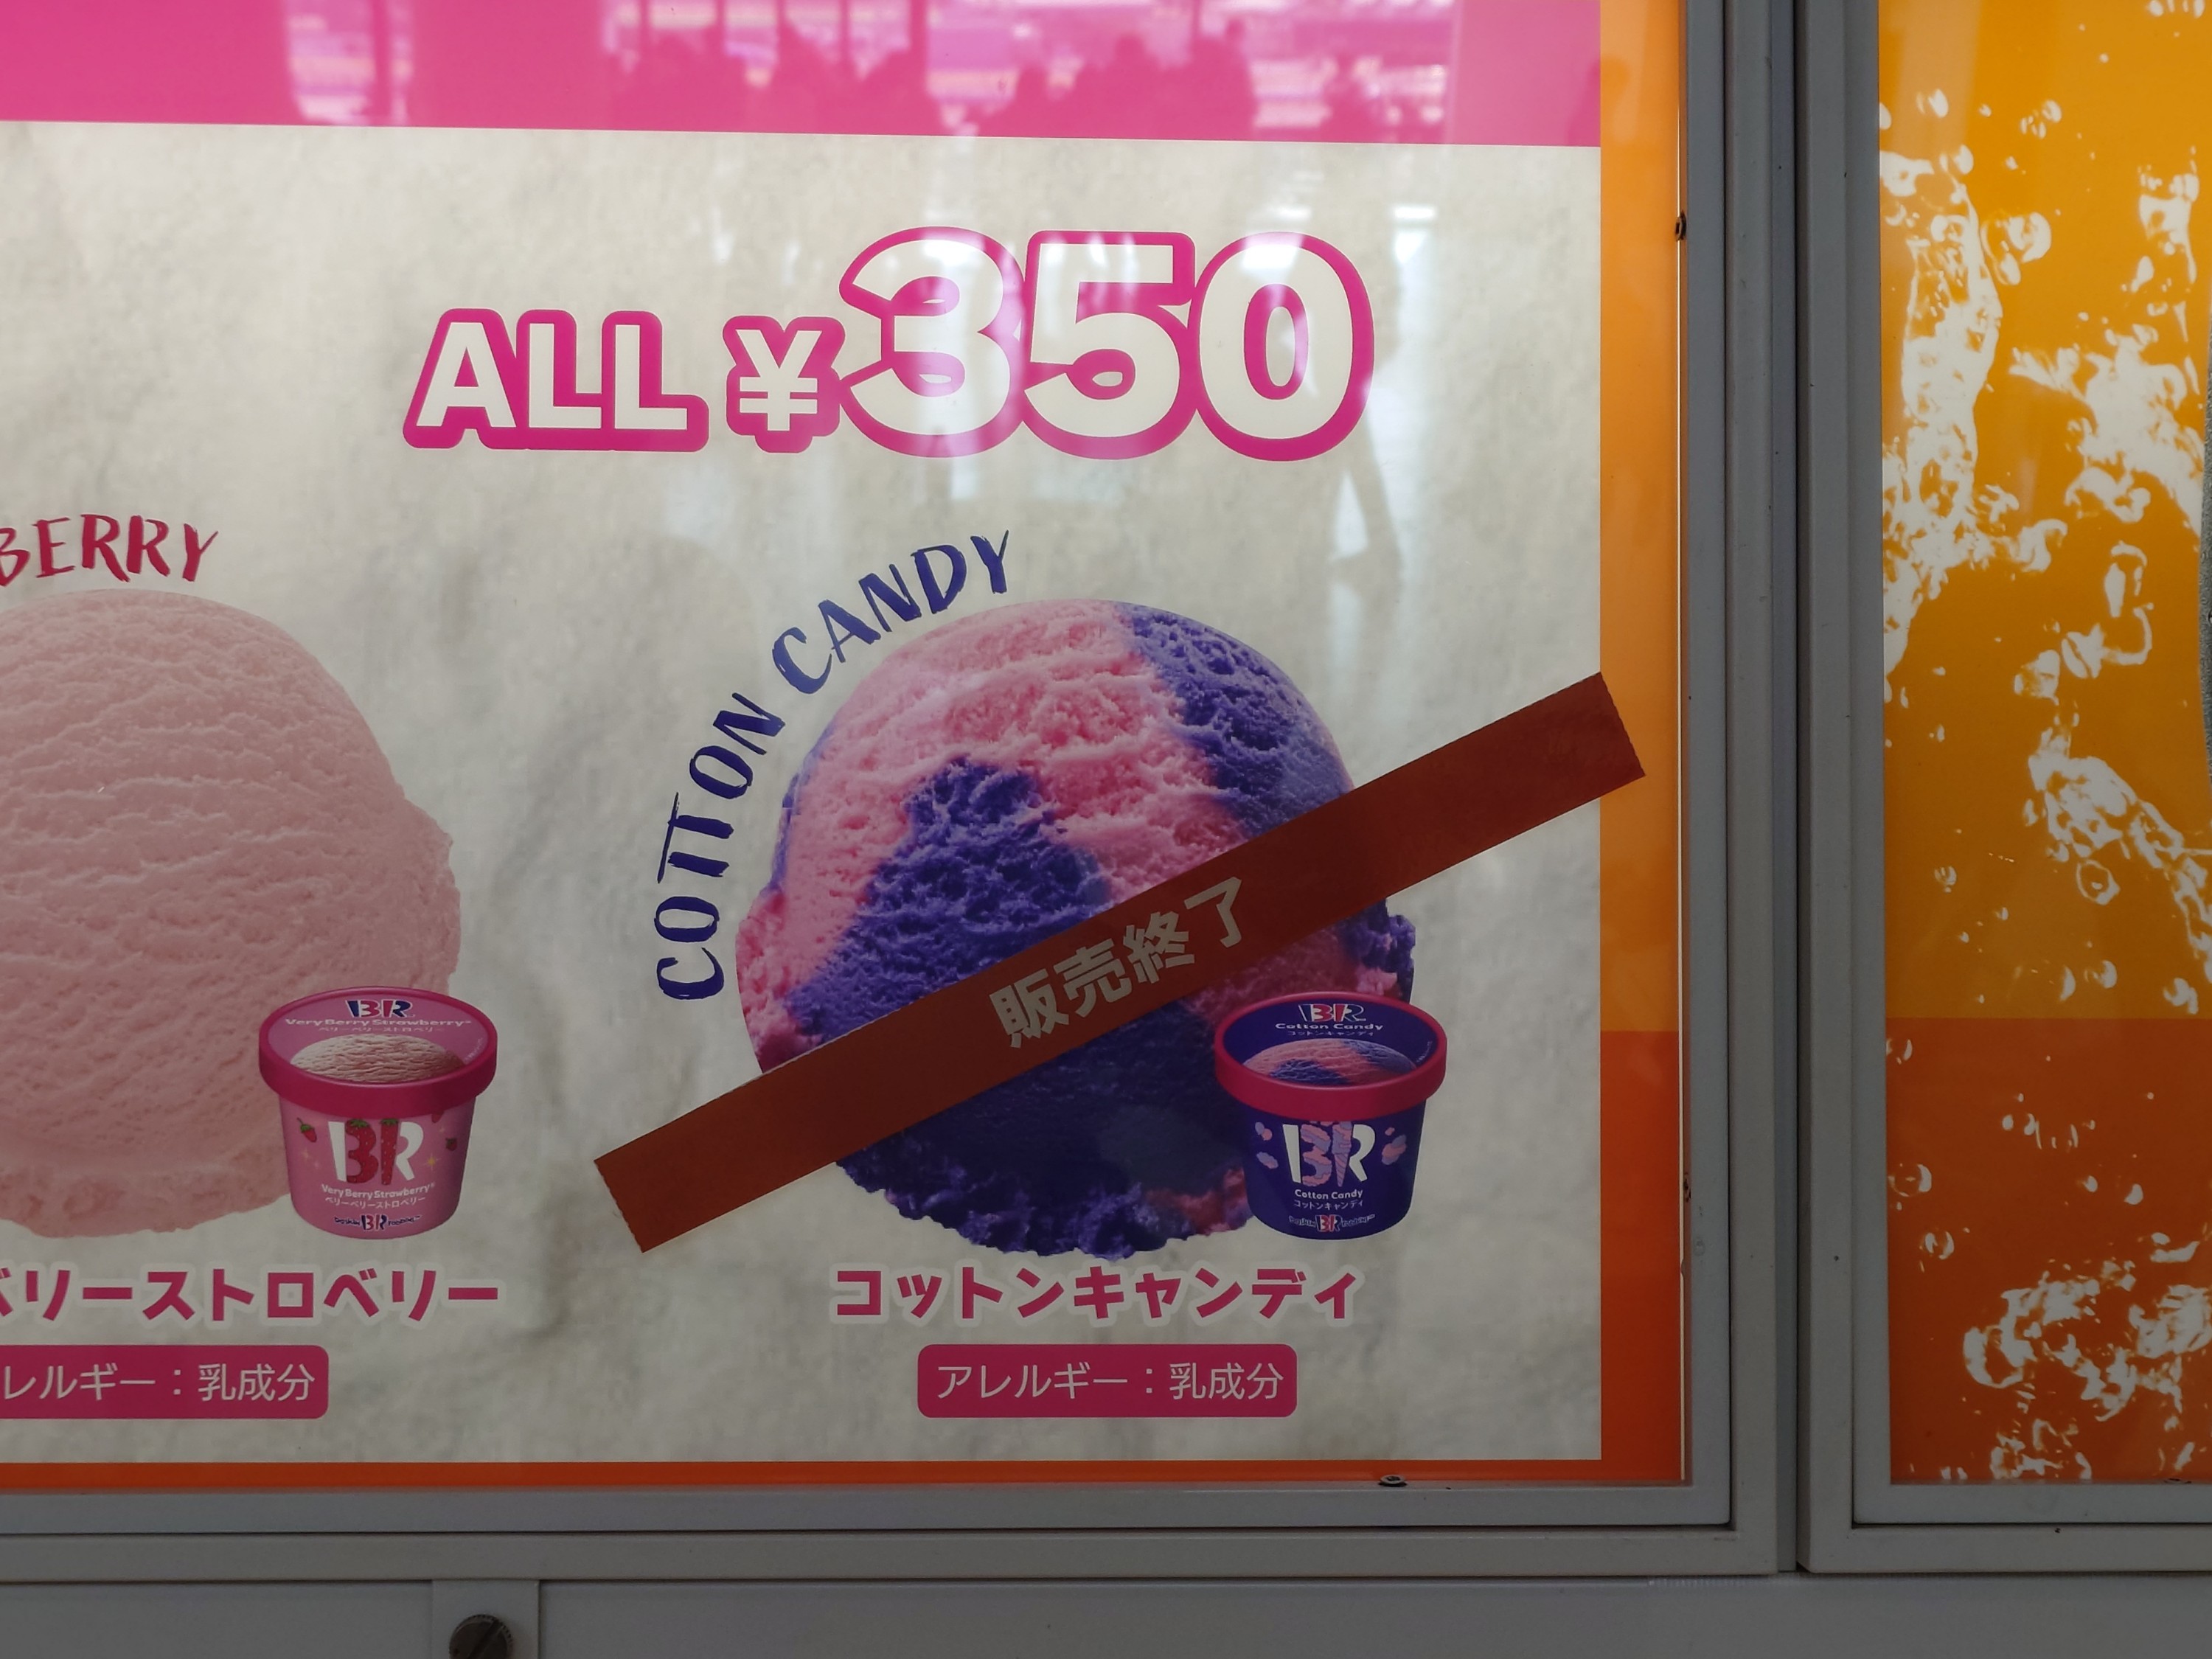 ALL ¥350
BERRY
COTTON CANDY
販売終了
BR
Very Berry Strawberry
ベリーベリーストロベリー
BR
Very Berry Strawberry
ベリーベリーストロベリー
BR
BR
Cotton Candy
コットンキャンディ
BR
Cotton Candy
コットンキャンディ
BR
ベリーストロベリー
レルギー：乳成分
コットンキャンディ
アレルギー：乳成分